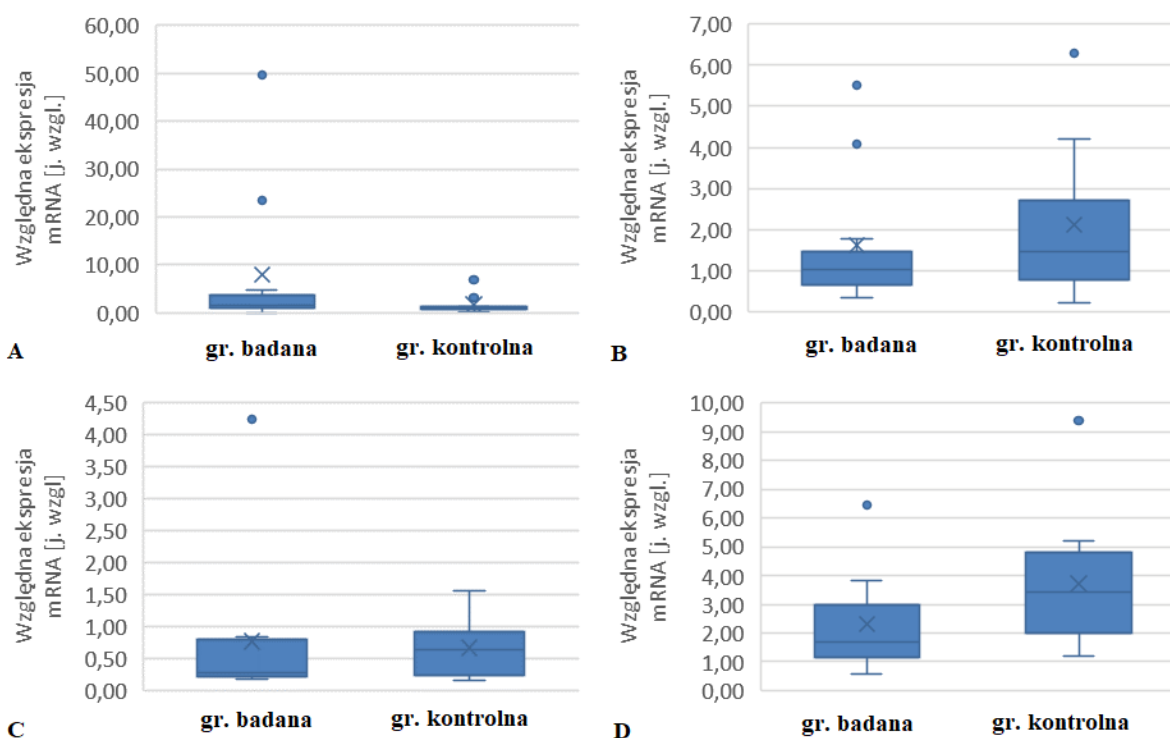 Względna ekspresja
mRNA [j. wzgl.]
60,00
50,00
40,00
30,00
20,00
10,00
0,00
gr. badana
gr. kontrolna
A
Względna ekspresja
mRNA [j. wzgl.]
7,00
6,00
5,00
4,00
3,00
2,00
1,00
0,00
gr. badana
gr. kontrolna
B
Względna ekspresja
mRNA [j. wzgl]
4,50
4,00
3,50
3,00
2,50
2,00
1,50
1,00
0,50
0,00
gr. badana
gr. kontrolna
C
Względna ekspresja
mRNA [j. wzgl.]
10,00
9,00
8,00
7,00
6,00
5,00
4,00
3,00
2,00
1,00
0,00
gr. badana
gr. kontrolna
D